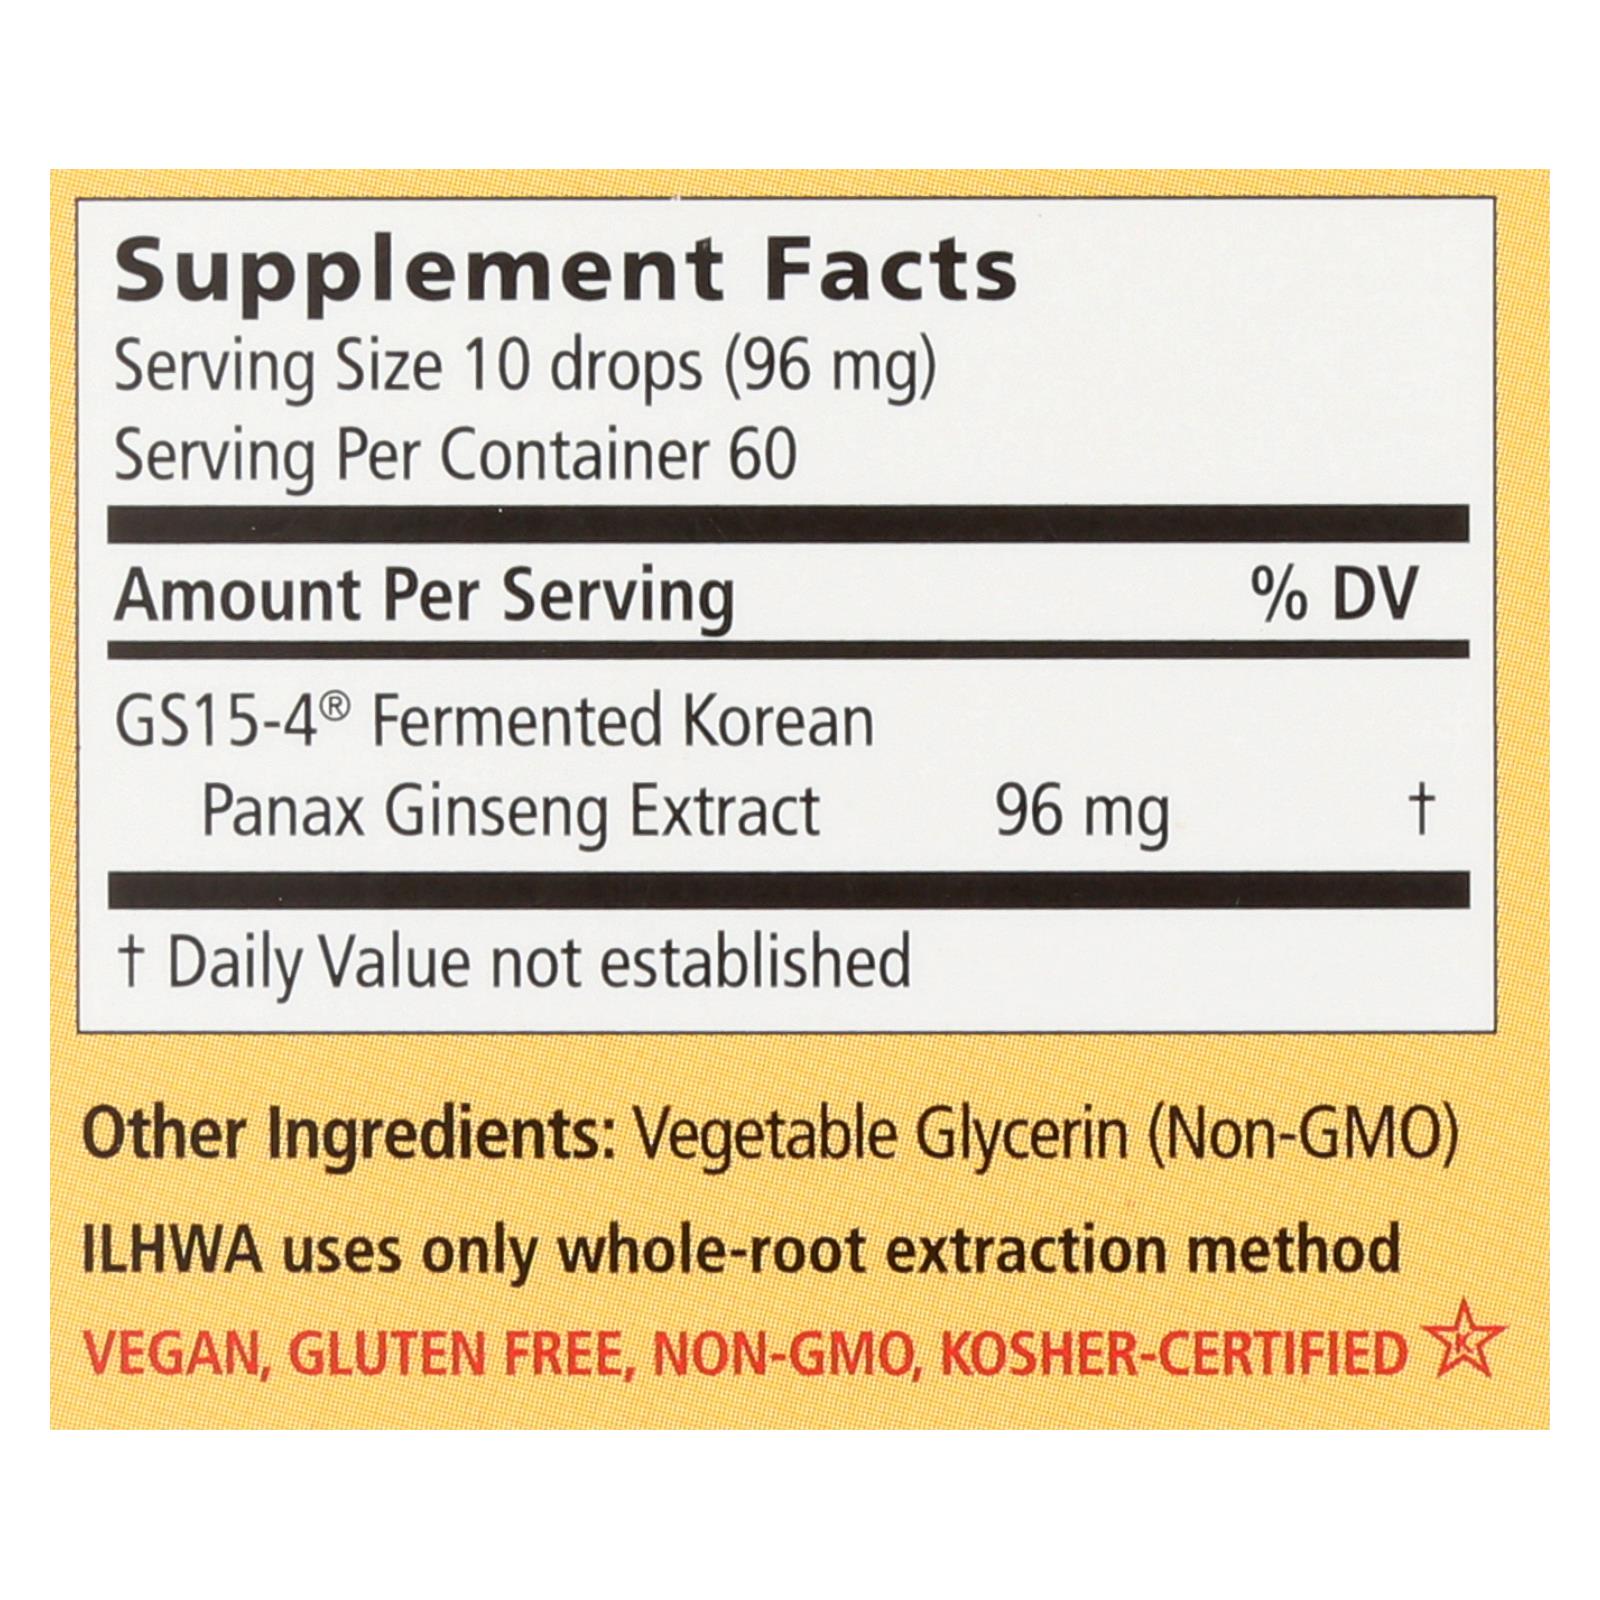 Supplement Facts
Serving Size 10 drops (96 mg)
Serving Per Container 60
Amount Per Serving % DV
GS15-4® Fermented Korean
Panax Ginseng Extract 96 mg †
† Daily Value not established
Other Ingredients: Vegetable Glycerin (Non-GMO)
ILHWA uses only whole-root extraction method
VEGAN, GLUTEN FREE, NON-GMO, KOSHER-CERTIFIED K